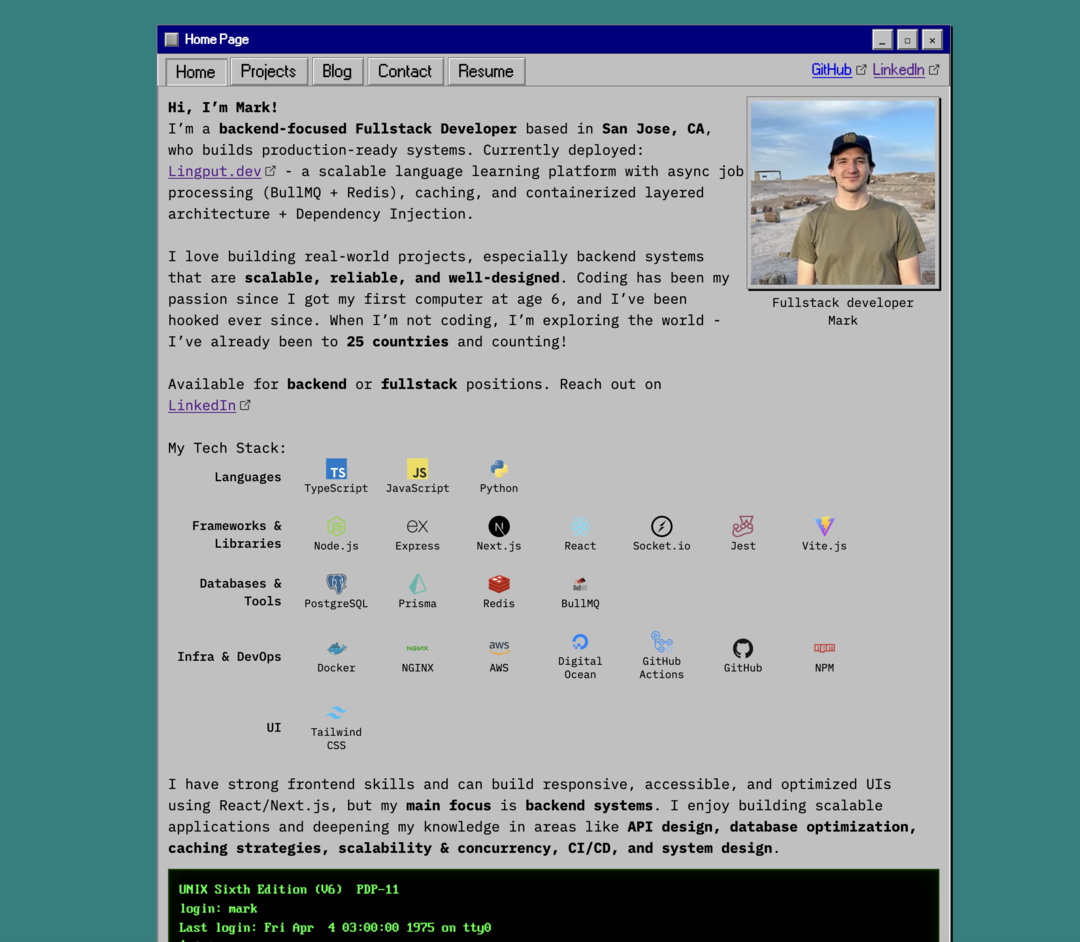 Home Page
Home Projects Blog Contact Resume GitHub LinkedIn
Hi, I’m Mark!
I’m a backend-focused Fullstack Developer based in San Jose, CA,
who builds production-ready systems. Currently deployed:
Lingput.dev - a scalable language learning platform with async job
processing (BullMQ + Redis), caching, and containerized layered
architecture + Dependency Injection.
I love building real-world projects, especially backend systems
that are scalable, reliable, and well-designed. Coding has been my
passion since I got my first computer at age 6, and I’ve been
hooked ever since. When I’m not coding, I’m exploring the world -
I’ve already been to 25 countries and counting!
Fullstack developer
Mark
Available for backend or fullstack positions. Reach out on
LinkedIn
My Tech Stack:
Languages
TS JS
TypeScript JavaScript Python
Frameworks &
Libraries
JS ex N
Node.js Express Next.js React Socket.io Jest Vite.js
Databases &
Tools
PostgreSQL Prisma Redis BullMQ
Infra & DevOps
NGINX aws npm
Docker NGINX AWS Digital
Ocean GitHub
Actions GitHub NPM
UI
Tailwind
CSS
I have strong frontend skills and can build responsive, accessible, and optimized UIs
using React/Next.js, but my main focus is backend systems. I enjoy building scalable
applications and deepening my knowledge in areas like API design, database optimization,
caching strategies, scalability & concurrency, CI/CD, and system design.
UNIX Sixth Edition (V6) PDP-11
login: mark
Last login: Fri Apr 4 03:00:00 1975 on tty0